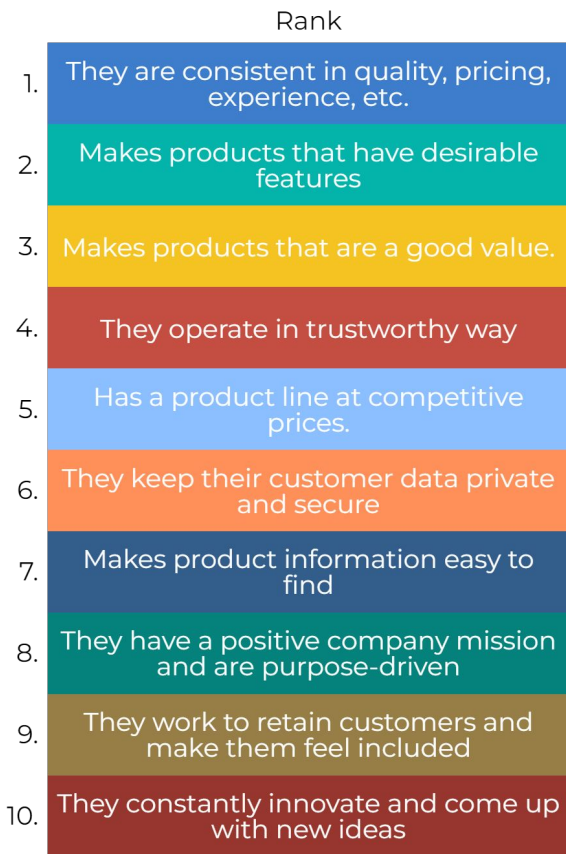 Rank
1.
They are consistent in quality, pricing,
experience, etc.
2.
Makes products that have desirable
features
3.
Makes products that are a good value.
4.
They operate in trustworthy way
5.
Has a product line at competitive
prices.
6.
They keep their customer data private
and secure
7.
Makes product information easy to
find
8.
They have a positive company mission
and are purpose-driven
9.
They work to retain customers and
make them feel included
10.
They constantly innovate and come up
with new ideas